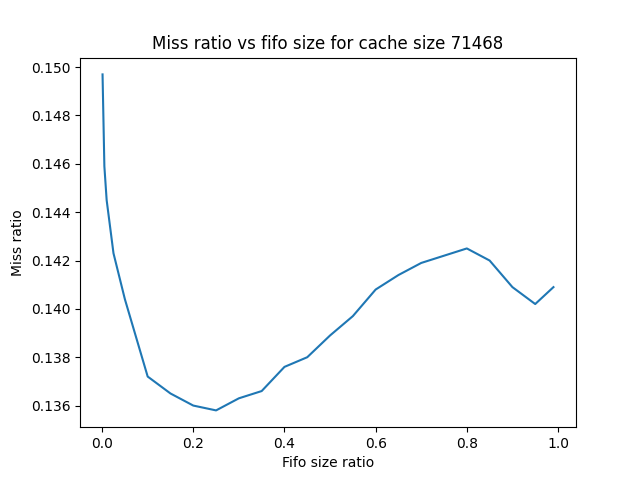 Miss ratio vs fifo size for cache size 71468
0.150
0.148
0.146
0.144
0.142
0.140
0.138
0.136
Miss ratio
0.0 0.2 0.4 0.6 0.8 1.0
Fifo size ratio